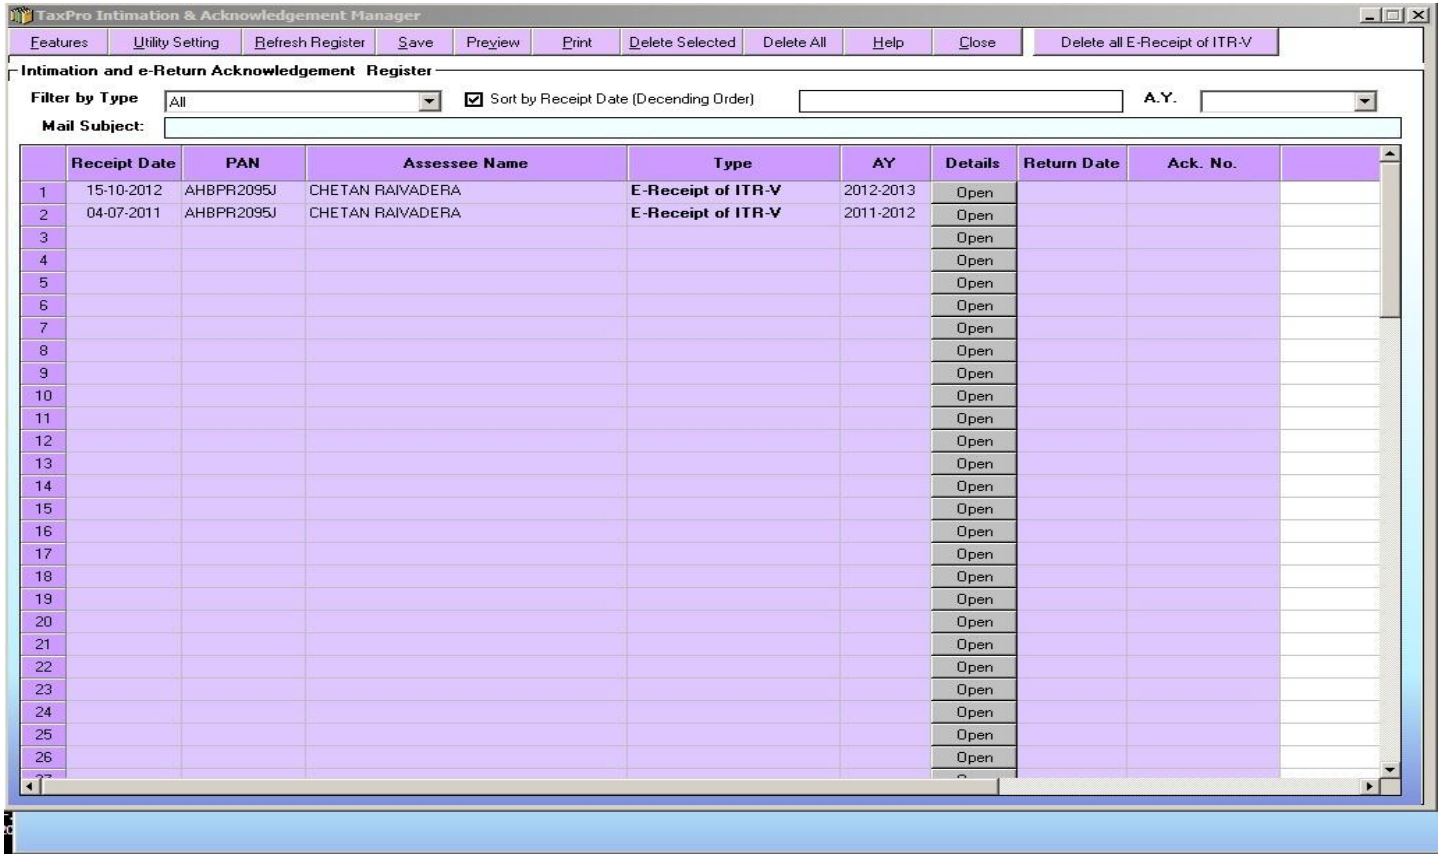 TaxPro Intimation & Acknowledgement Manager
Features Utility Setting Refresh Register Save Preview Print Delete Selected Delete All Help Close Delete all E-Receipt of ITR-V
Intimation and e-Return Acknowledgement Register
Filter by Type All Sort by Receipt Date (Decending Order) A.Y.
Mail Subject:
Receipt Date PAN Assessee Name Type AY Details Return Date Ack. No.
1 15-10-2012 AHBPR2095J CHETAN RAIVADERA E-Receipt of ITR-V 2012-2013 Open
2 04-07-2011 AHBPR2095J CHETAN RAIVADERA E-Receipt of ITR-V 2011-2012 Open
3 Open
4 Open
5 Open
6 Open
7 Open
8 Open
9 Open
10 Open
11 Open
12 Open
13 Open
14 Open
15 Open
16 Open
17 Open
18 Open
19 Open
20 Open
21 Open
22 Open
23 Open
24 Open
25 Open
26 Open